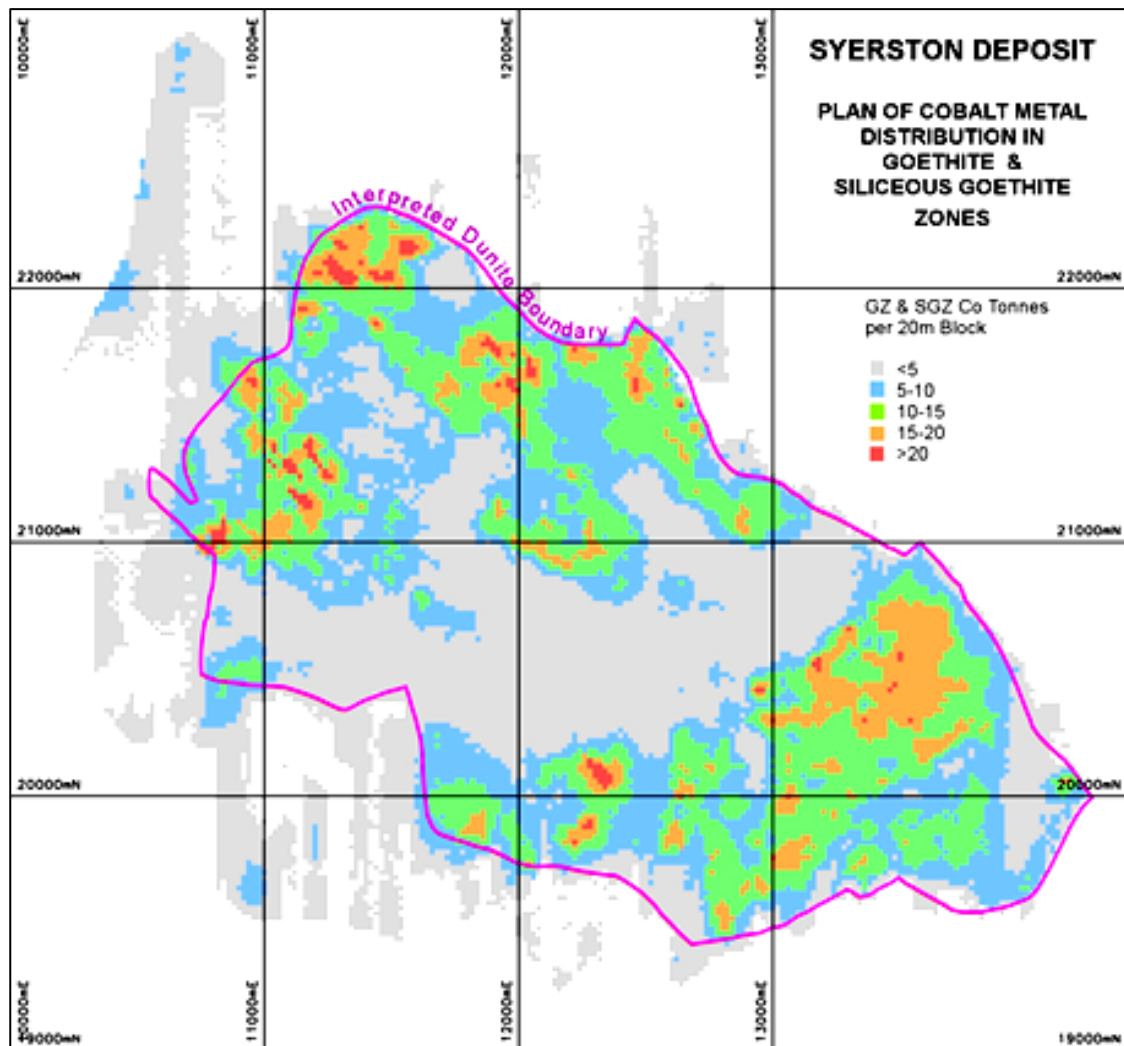 SYERSTON DEPOSIT
PLAN OF COBALT METAL
DISTRIBUTION IN
GOETHITE &
SILICEOUS GOETHITE
ZONES
10000mE
11000mE
12000mE
13000mE
Interpreted Dunite Boundary
22000mN
22000mN
GZ & SGZ Co Tonnes
per 20m Block
<5
5-10
10-15
15-20
>20
21000mN
21000mN
20000mN
20000mN
10000mE
11000mE
12000mE
13000mE
19000mN
19000mN